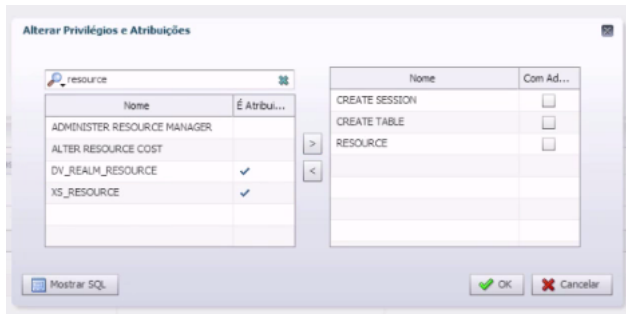 Alterar Privilégios e Atribuições
resource
Nome É Atribui...
ADMINISTER RESOURCE MANAGER
ALTER RESOURCE COST
DV_REALM_RESOURCE
XS_RESOURCE
>
<
Nome Com Ad...
CREATE SESSION
CREATE TABLE
RESOURCE
Mostrar SQL
OK
Cancelar